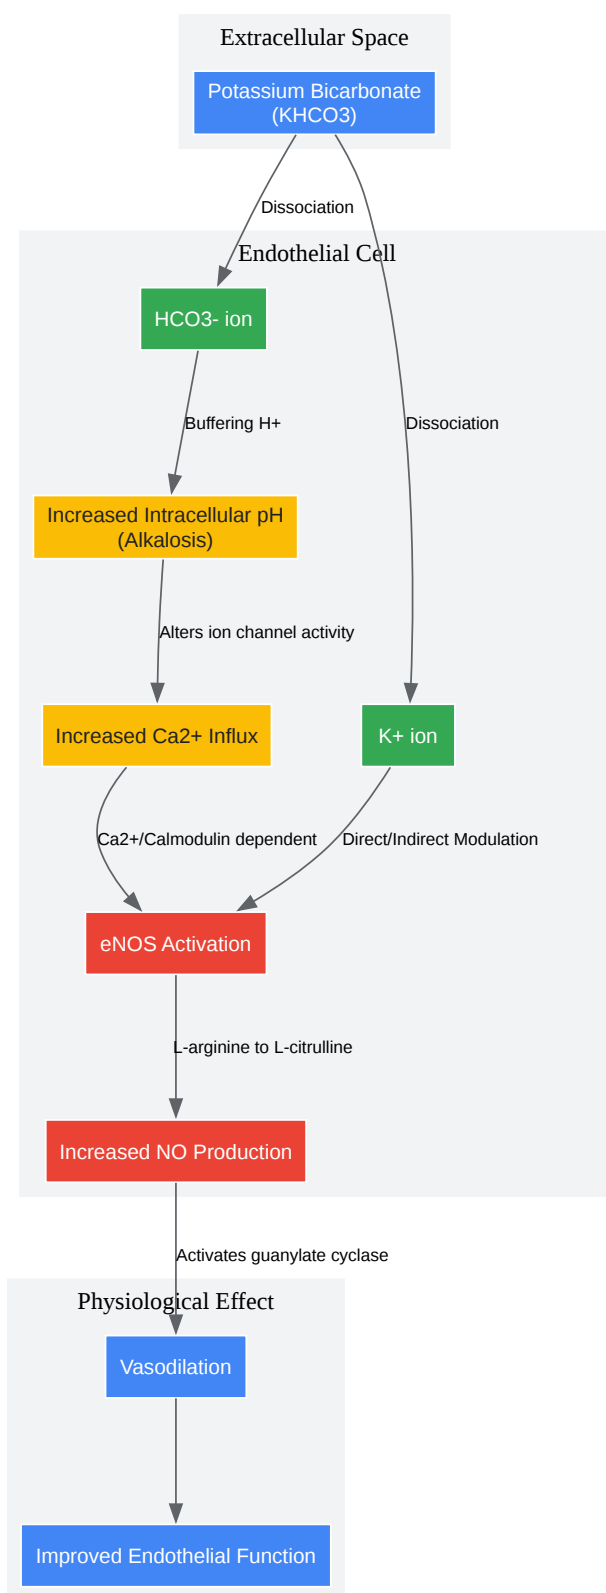 Extracellular Space
Potassium Bicarbonate
(KHCO3)
Dissociation
Endothelial Cell
HCO3- ion
Buffering H+
Dissociation
Increased Intracellular pH
(Alkalosis)
Alters ion channel activity
Increased Ca2+ Influx
K+ ion
Ca2+/Calmodulin dependent
Direct/Indirect Modulation
eNOS Activation
L-arginine to L-citrulline
Increased NO Production
Activates guanylate cyclase
Physiological Effect
Vasodilation
Improved Endothelial Function